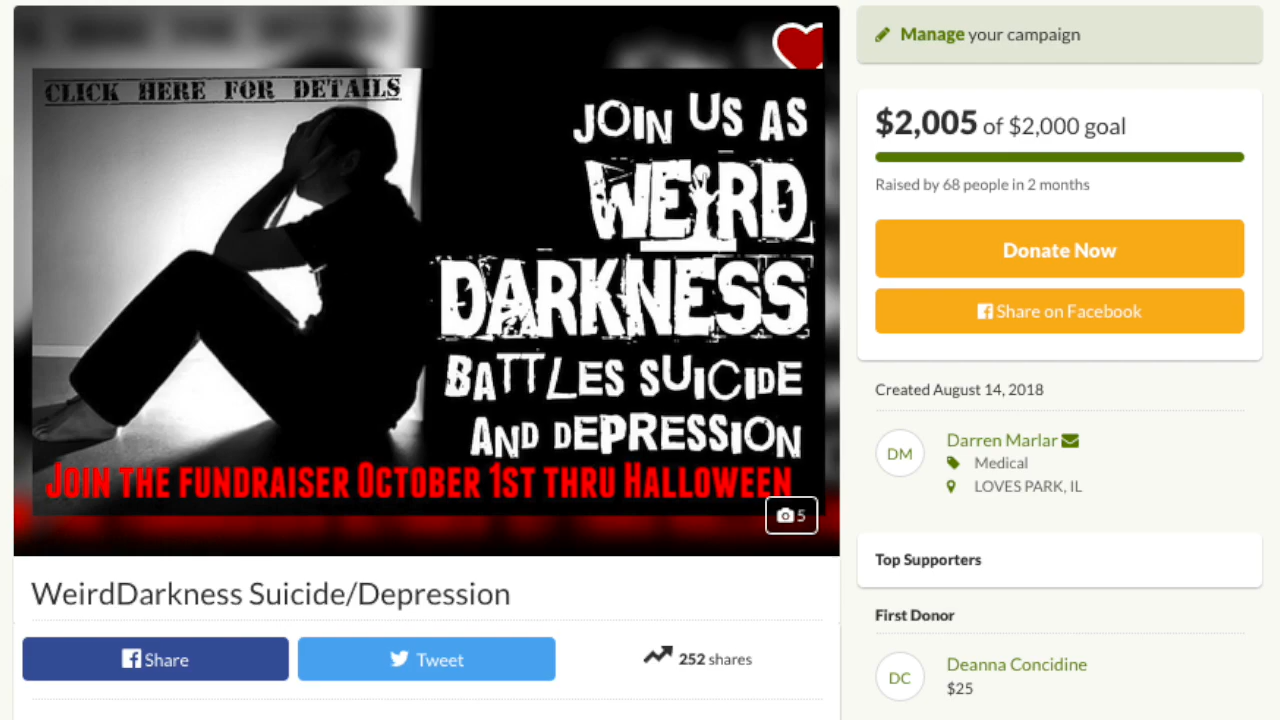 CLICK HERE FOR DETAILS
JOIN US AS
WEIRD
DARKNESS
BATTLES SUICIDE
AND DEPRESSION
JOIN THE FUNDRAISER OCTOBER 1ST THRU HALLOWEEN
5
WeirdDarkness Suicide/Depression
Share
Tweet
252 shares
Manage your campaign
$2,005 of $2,000 goal
Raised by 68 people in 2 months
Donate Now
Share on Facebook
Created August 14, 2018
DM
Darren Marlar
Medical
LOVES PARK, IL
Top Supporters
First Donor
DC
Deanna Concidine
$25